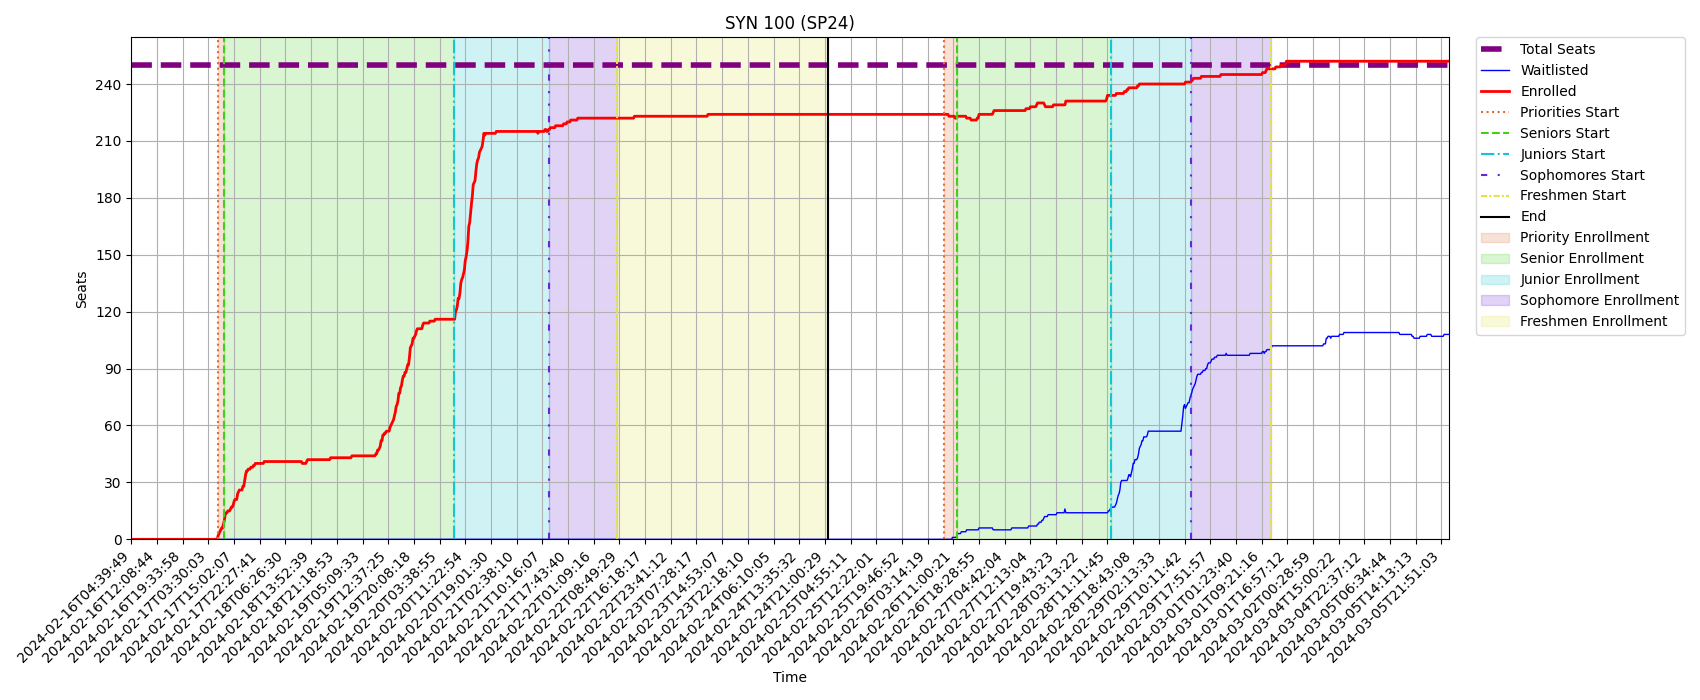 SYN 100 (SP24)
Total Seats
Waitlisted
Enrolled
Priorities Start
Seniors Start
Juniors Start
Sophomores Start
Freshmen Start
End
Priority Enrollment
Senior Enrollment
Junior Enrollment
Sophomore Enrollment
Freshmen Enrollment
Seats
240
210
180
150
120
90
60
30
0
2024-02-16T04:39:49
2024-02-16T12:08:44
2024-02-16T19:33:58
2024-02-17T03:30:03
2024-02-17T15:02:07
2024-02-17T22:27:41
2024-02-18T06:26:30
2024-02-18T13:52:39
2024-02-18T21:18:53
2024-02-19T05:09:33
2024-02-19T12:37:25
2024-02-19T20:08:18
2024-02-20T03:38:55
2024-02-20T11:22:54
2024-02-20T19:01:30
2024-02-21T02:38:16
2024-02-21T10:16:07
2024-02-21T17:43:40
2024-02-22T01:09:16
2024-02-22T08:49:29
2024-02-22T16:18:17
2024-02-22T23:41:12
2024-02-23T07:28:17
2024-02-23T14:53:07
2024-02-23T22:18:10
2024-02-24T06:10:05
2024-02-24T13:35:32
2024-02-24T21:00:29
2024-02-25T04:55:11
2024-02-25T12:22:01
2024-02-25T19:46:52
2024-02-26T03:14:19
2024-02-26T11:00:21
2024-02-26T18:28:55
2024-02-27T04:42:04
2024-02-27T12:13:04
2024-02-27T19:43:23
2024-02-28T03:13:22
2024-02-28T11:11:45
2024-02-28T18:43:08
2024-02-29T02:13:33
2024-02-29T10:11:42
2024-02-29T17:51:57
2024-03-01T01:23:40
2024-03-01T09:21:16
2024-03-01T16:57:12
2024-03-02T00:28:59
2024-03-04T15:00:22
2024-03-04T22:37:12
2024-03-05T06:34:44
2024-03-05T14:13:13
2024-03-05T21:51:03
Time